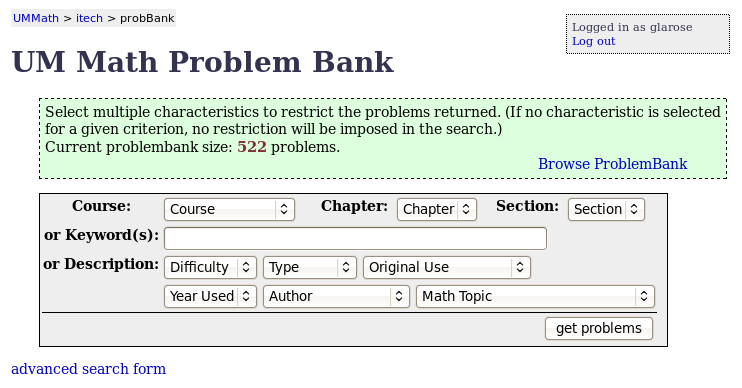 UMMath > itech > probBank
Logged in as glarose
Log out
UM Math Problem Bank
Select multiple characteristics to restrict the problems returned. (If no characteristic is selected
for a given criterion, no restriction will be imposed in the search.)
Current problembank size: 522 problems.
Browse ProblemBank
Course: Course Chapter: Chapter Section: Section
or Keyword(s):
or Description: Difficulty Type Original Use
Year Used Author Math Topic
get problems
advanced search form